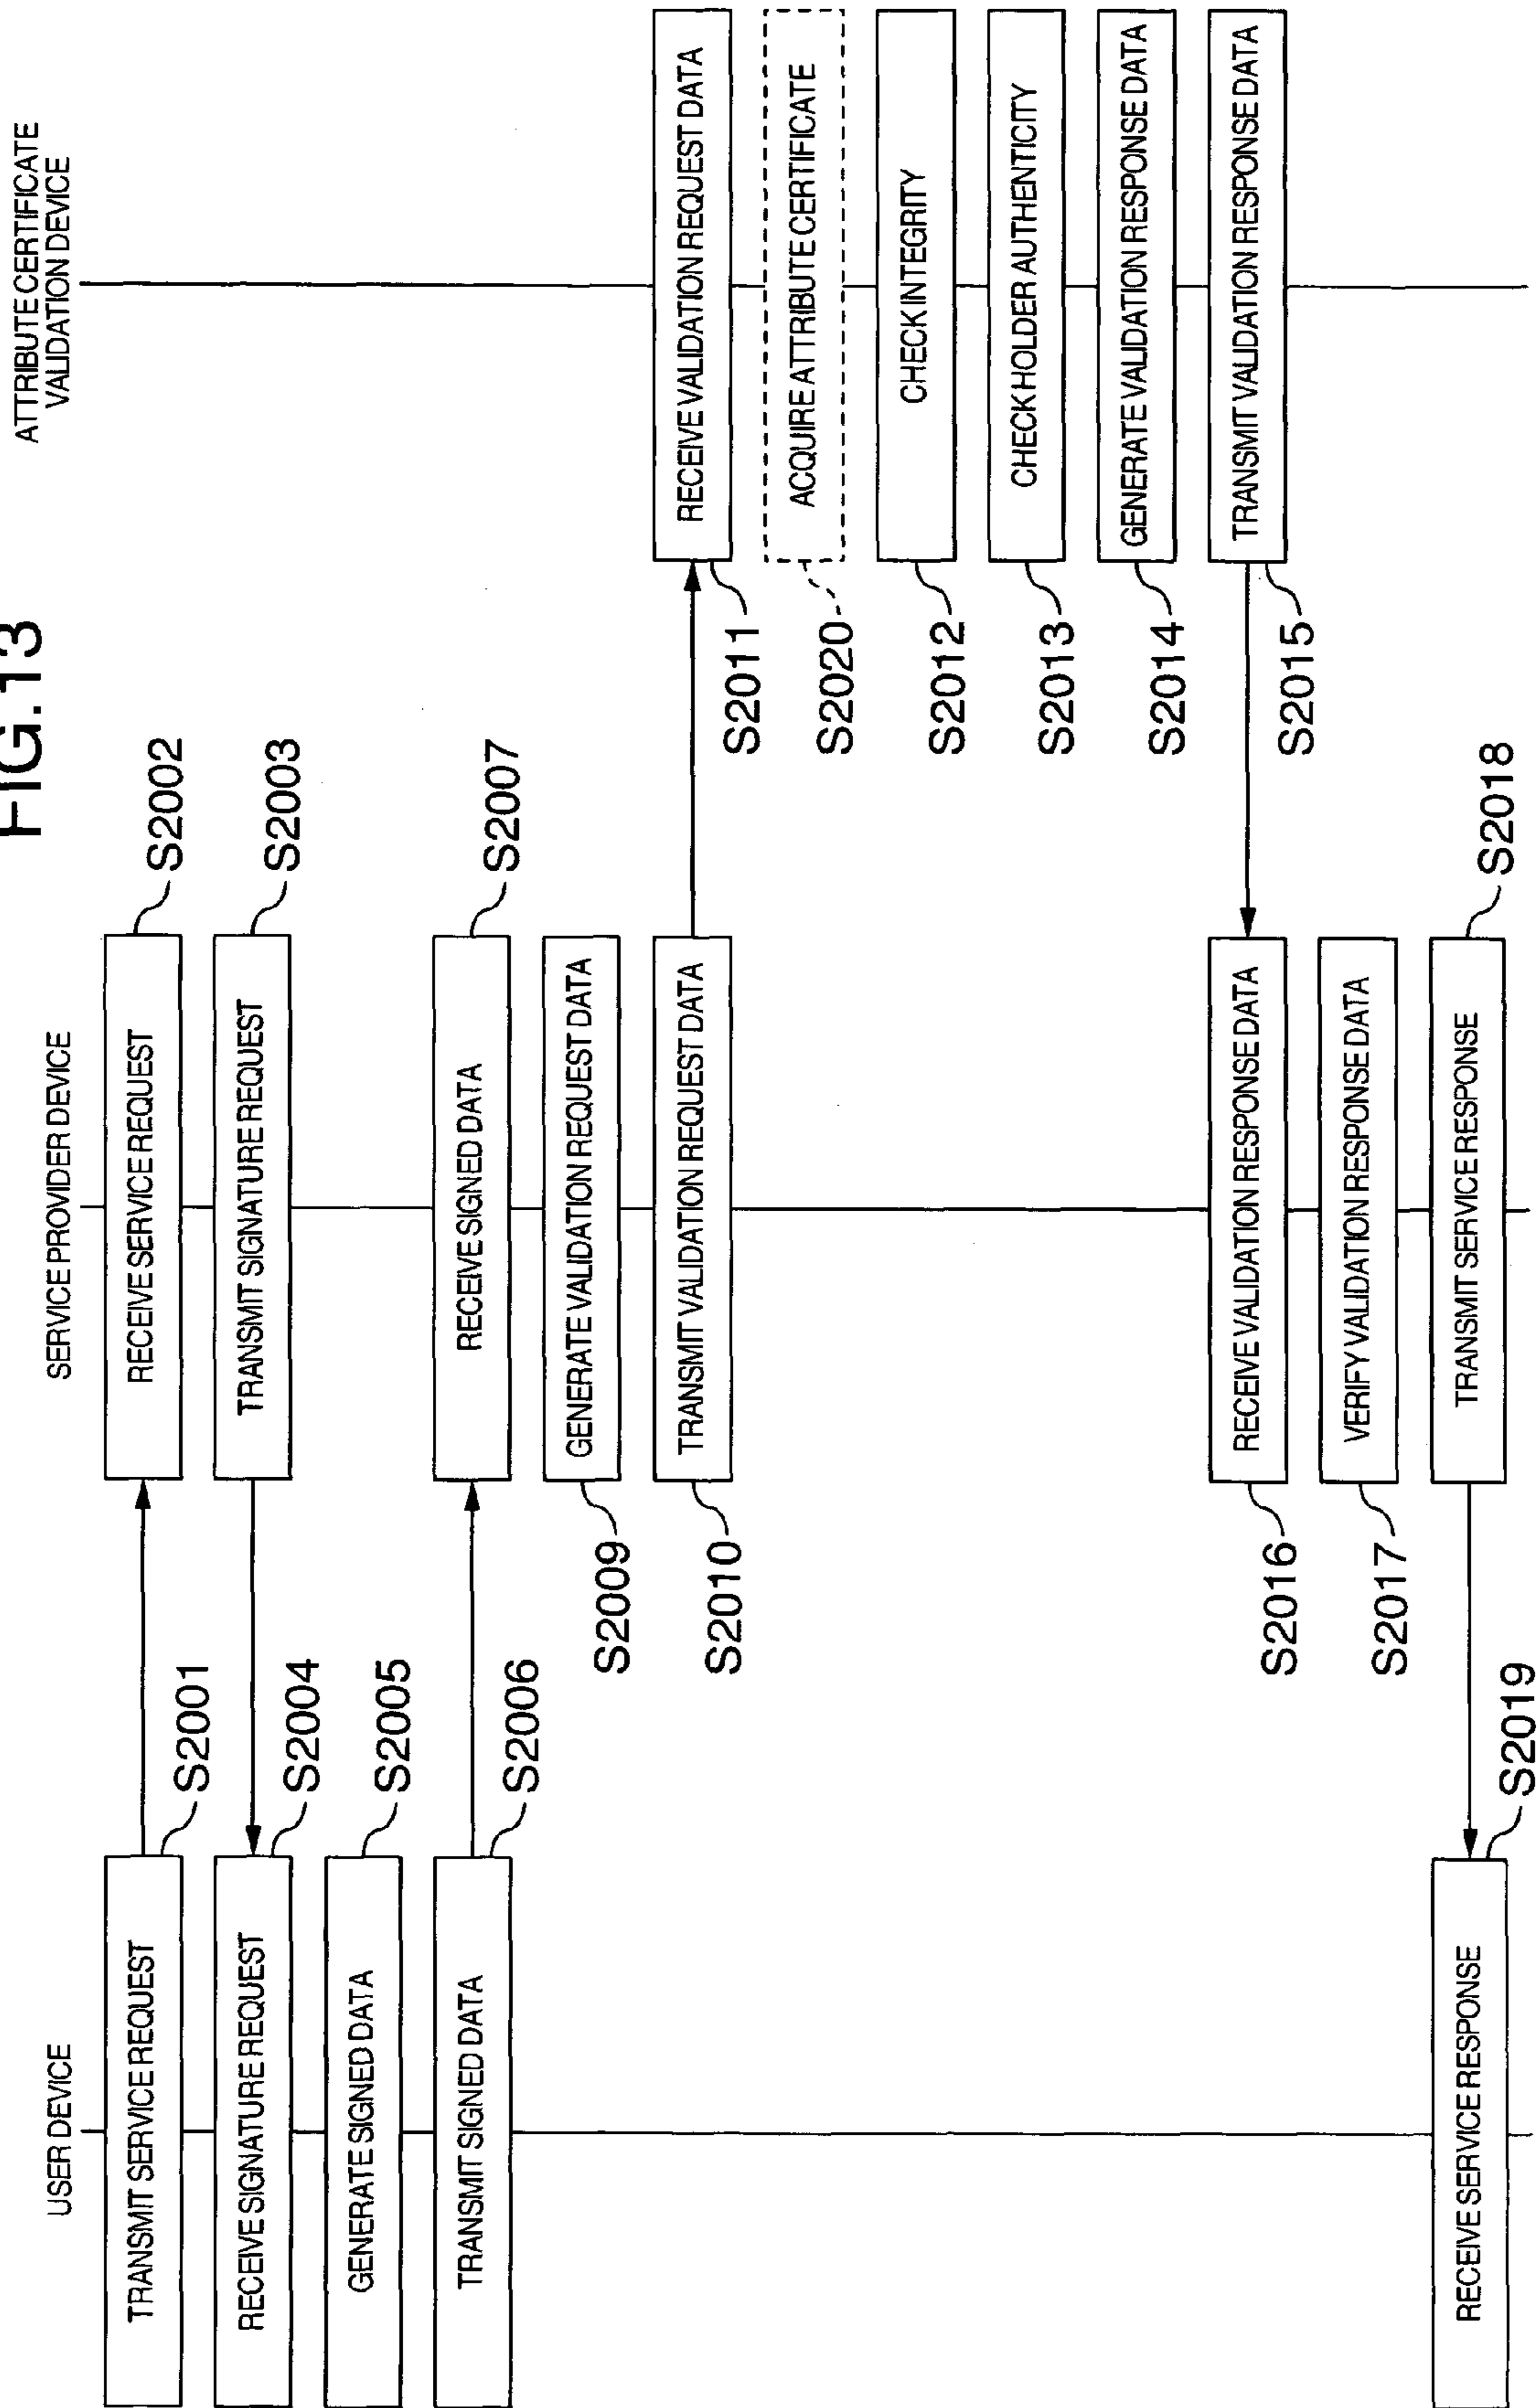 FIG.13
USER DEVICE
SERVICE PROVIDER DEVICE
ATTRIBUTE CERTIFICATE
VALIDATION DEVICE
TRANSMIT SERVICE REQUEST
S2001
RECEIVE SERVICE REQUEST
S2002
RECEIVE SIGNATURE REQUEST
S2004
TRANSMIT SIGNATURE REQUEST
S2003
GENERATE SIGNED DATA
S2005
TRANSMIT SIGNED DATA
S2006
RECEIVE SIGNED DATA
S2007
GENERATE VALIDATION REQUEST DATA
S2009
TRANSMIT VALIDATION REQUEST DATA
S2010
RECEIVE VALIDATION REQUEST DATA
S2011
ACQUIRE ATTRIBUTE CERTIFICATE
S2020
CHECK INTEGRITY
S2012
CHECK HOLDER AUTHENTICITY
S2013
GENERATE VALIDATION RESPONSE DATA
S2014
TRANSMIT VALIDATION RESPONSE DATA
S2015
RECEIVE VALIDATION RESPONSE DATA
S2016
VERIFY VALIDATION RESPONSE DATA
S2017
TRANSMIT SERVICE RESPONSE
S2018
RECEIVE SERVICE RESPONSE
S2019